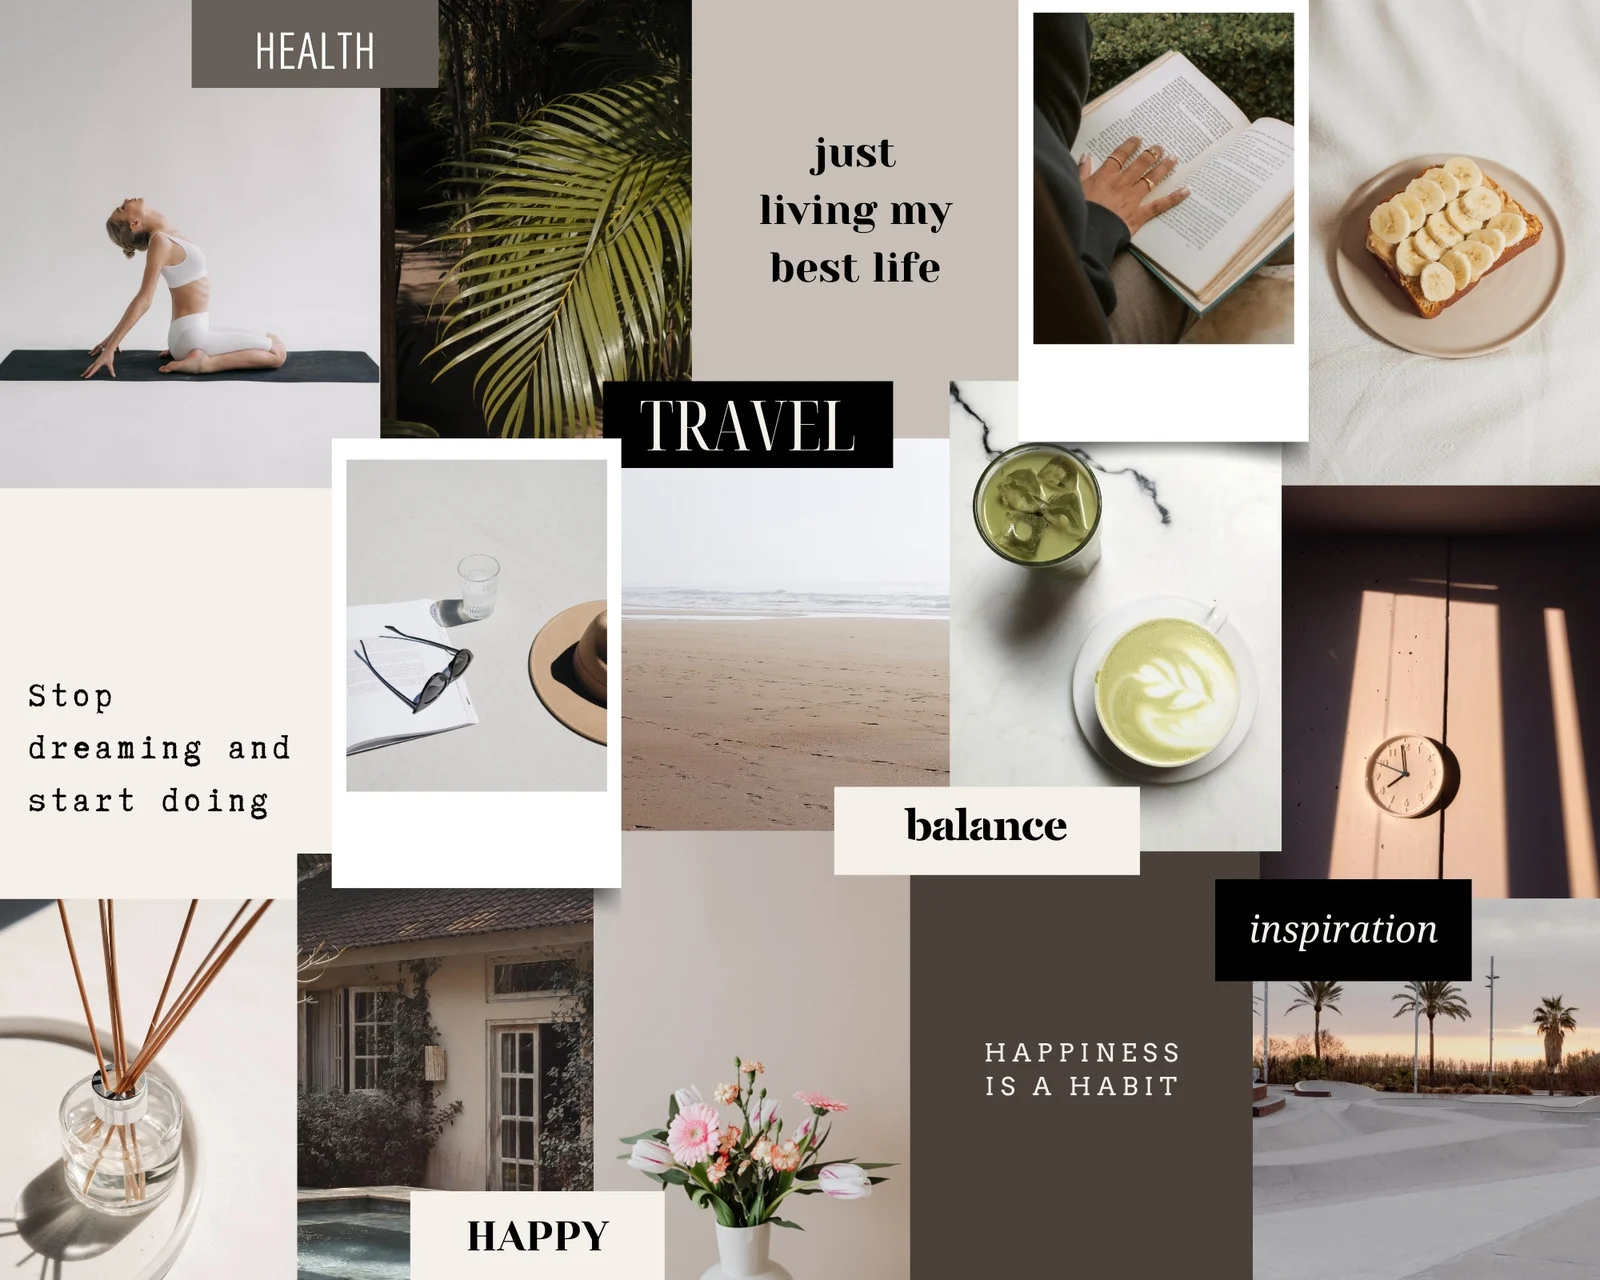 HEALTH
just
living my
best life
TRAVEL
Stop
dreaming and
start doing
balance
inspiration
HAPPINESS
IS A HABIT
HAPPY